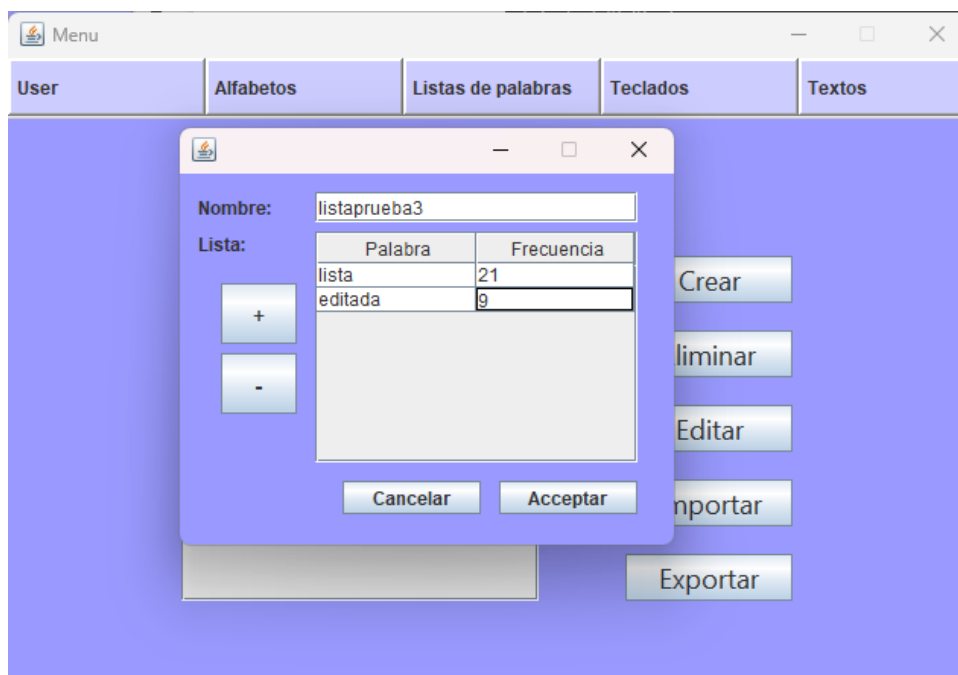 Menu
User Alfabetos Listas de palabras Teclados Textos
Nombre: listaprueba3
Lista: Palabra Frecuencia
lista 21
editada 9
+
-
Cancelar Acceptar
Crear
liminar
Editar
mportar
Exportar